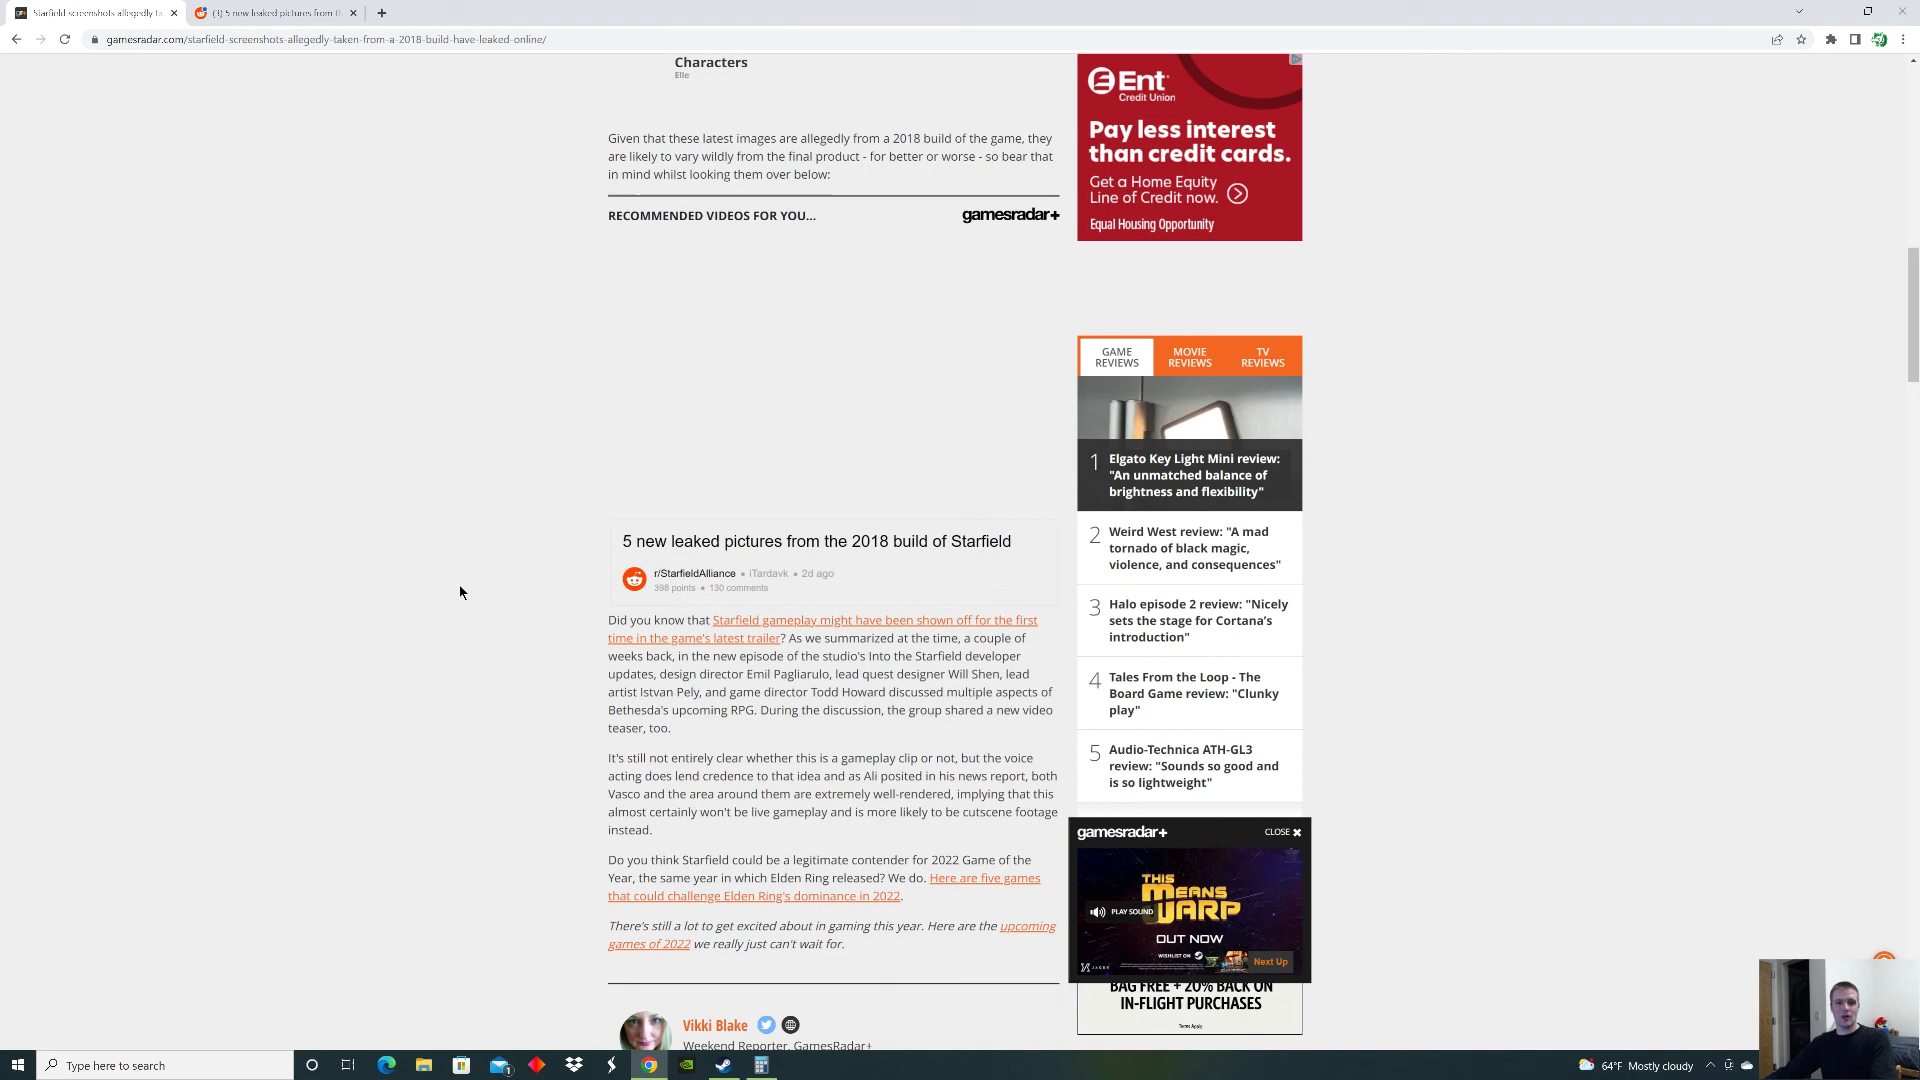 Starfield screenshots allegedly ta
(3) 5 new leaked pictures from th
gamesradar.com/starfield-screenshots-allegedly-taken-from-a-2018-build-have-leaked-online/
Characters
Elle
Given that these latest images are allegedly from a 2018 build of the game, they
are likely to vary wildly from the final product - for better or worse - so bear that
in mind whilst looking them over below:
RECOMMENDED VIDEOS FOR YOU...
gamesradar+
5 new leaked pictures from the 2018 build of Starfield
r/StarfieldAlliance • iTardavk • 2d ago
398 points • 130 comments
Did you know that Starfield gameplay might have been shown off for the first
time in the game's latest trailer? As we summarized at the time, a couple of
weeks back, in the new episode of the studio's Into the Starfield developer
updates, design director Emil Pagliarulo, lead quest designer Will Shen, lead
artist Istvan Pely, and game director Todd Howard discussed multiple aspects of
Bethesda's upcoming RPG. During the discussion, the group shared a new video
teaser, too.
It's still not entirely clear whether this is a gameplay clip or not, but the voice
acting does lend credence to that idea and as Ali posited in his news report, both
Vasco and the area around them are extremely well-rendered, implying that this
almost certainly won't be live gameplay and is more likely to be cutscene footage
instead.
Do you think Starfield could be a legitimate contender for 2022 Game of the
Year, the same year in which Elden Ring released? We do. Here are five games
that could challenge Elden Ring's dominance in 2022.
There's still a lot to get excited about in gaming this year. Here are the upcoming
games of 2022 we really just can't wait for.
Vikki Blake
Weekend Reporter, GamesRadar+
Ent
Credit Union
Pay less interest
than credit cards.
Get a Home Equity
Line of Credit now.
Equal Housing Opportunity
GAME
REVIEWS
MOVIE
REVIEWS
TV
REVIEWS
1 Elgato Key Light Mini review:
"An unmatched balance of
brightness and flexibility"
2 Weird West review: "A mad
tornado of black magic,
violence, and consequences"
3 Halo episode 2 review: "Nicely
sets the stage for Cortana's
introduction"
4 Tales From the Loop - The
Board Game review: "Clunky
play"
5 Audio-Technica ATH-GL3
review: "Sounds so good and
is so lightweight"
gamesradar+
CLOSE
THIS
MEANS
WARP
PLAY SOUND
OUT NOW
WISHLIST ON
Next Up
BAG FREE + 20% BACK ON
IN-FLIGHT PURCHASES
Terms Apply
Type here to search
1
64°F Mostly cloudy